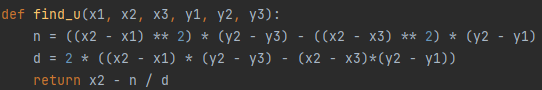 def find_u(x1, x2, x3, y1, y2, y3):
    n = ((x2 - x1) ** 2) * (y2 - y3) - ((x2 - x3) ** 2) * (y2 - y1)
    d = 2 * ((x2 - x1) * (y2 - y3) - (x2 - x3)*(y2 - y1))
    return x2 - n / d